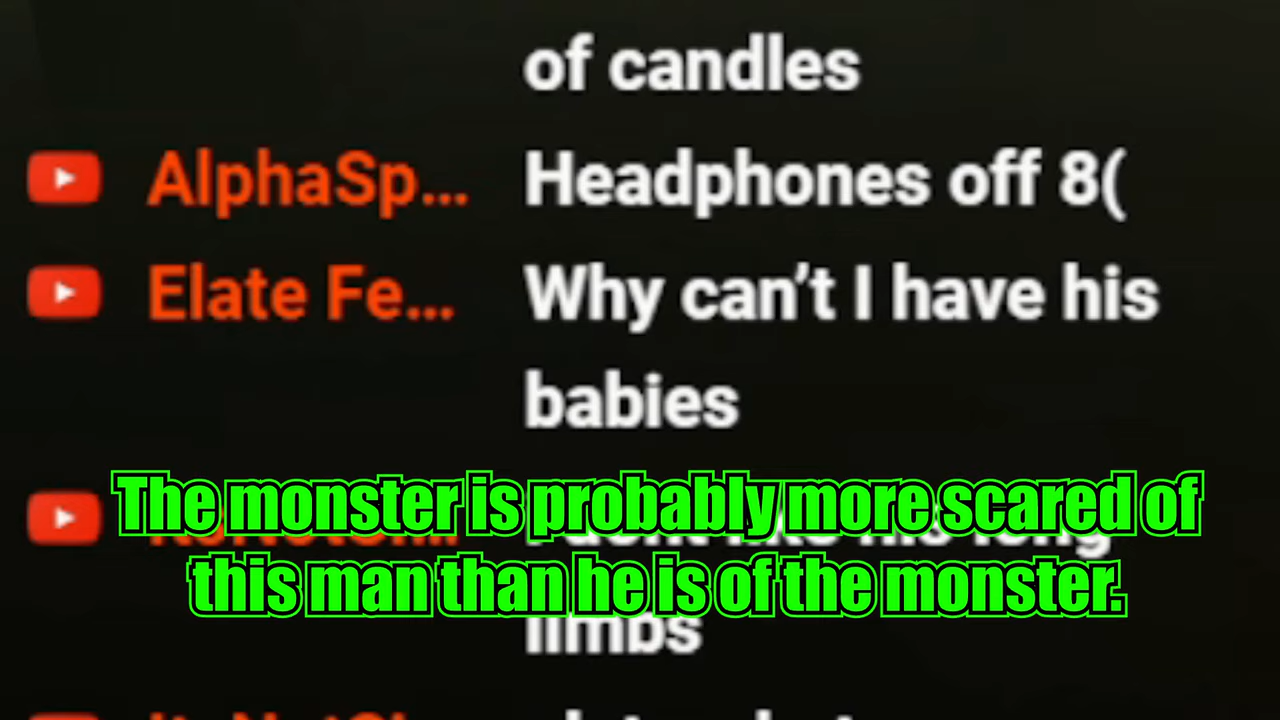 of candles
AlphaSp... Headphones off 8(
Elate Fe... Why can’t I have his
babies
The monster is probably more scared of
this man than he is of the monster.
limbs